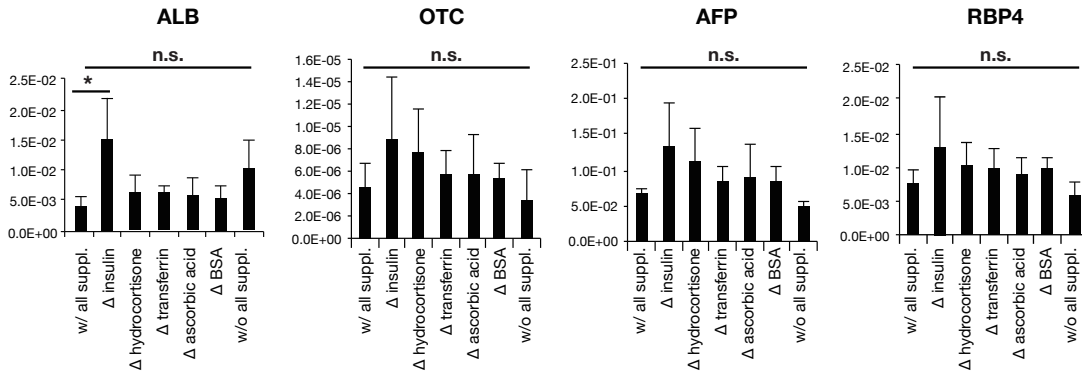 ALB
n.s.
*
2.5E-02
2.0E-02
1.5E-02
1.0E-02
5.0E-03
0.0E+00
w/ all suppl.
Δ insulin
Δ hydrocortisone
Δ transferrin
Δ ascorbic acid
Δ BSA
w/o all suppl.
OTC
n.s.
1.6E-05
1.4E-05
1.2E-05
1.0E-05
8.0E-06
6.0E-06
4.0E-06
2.0E-06
0.0E+00
w/ all suppl.
Δ insulin
Δ hydrocortisone
Δ transferrin
Δ ascorbic acid
Δ BSA
w/o all suppl.
AFP
n.s.
2.5E-01
2.0E-01
1.5E-01
1.0E-01
5.0E-02
0.0E+00
w/ all suppl.
Δ insulin
Δ hydrocortisone
Δ transferrin
Δ ascorbic acid
Δ BSA
w/o all suppl.
RBP4
n.s.
2.5E-02
2.0E-02
1.5E-02
1.0E-02
5.0E-03
0.0E+00
w/ all suppl.
Δ insulin
Δ hydrocortisone
Δ transferrin
Δ ascorbic acid
Δ BSA
w/o all suppl.